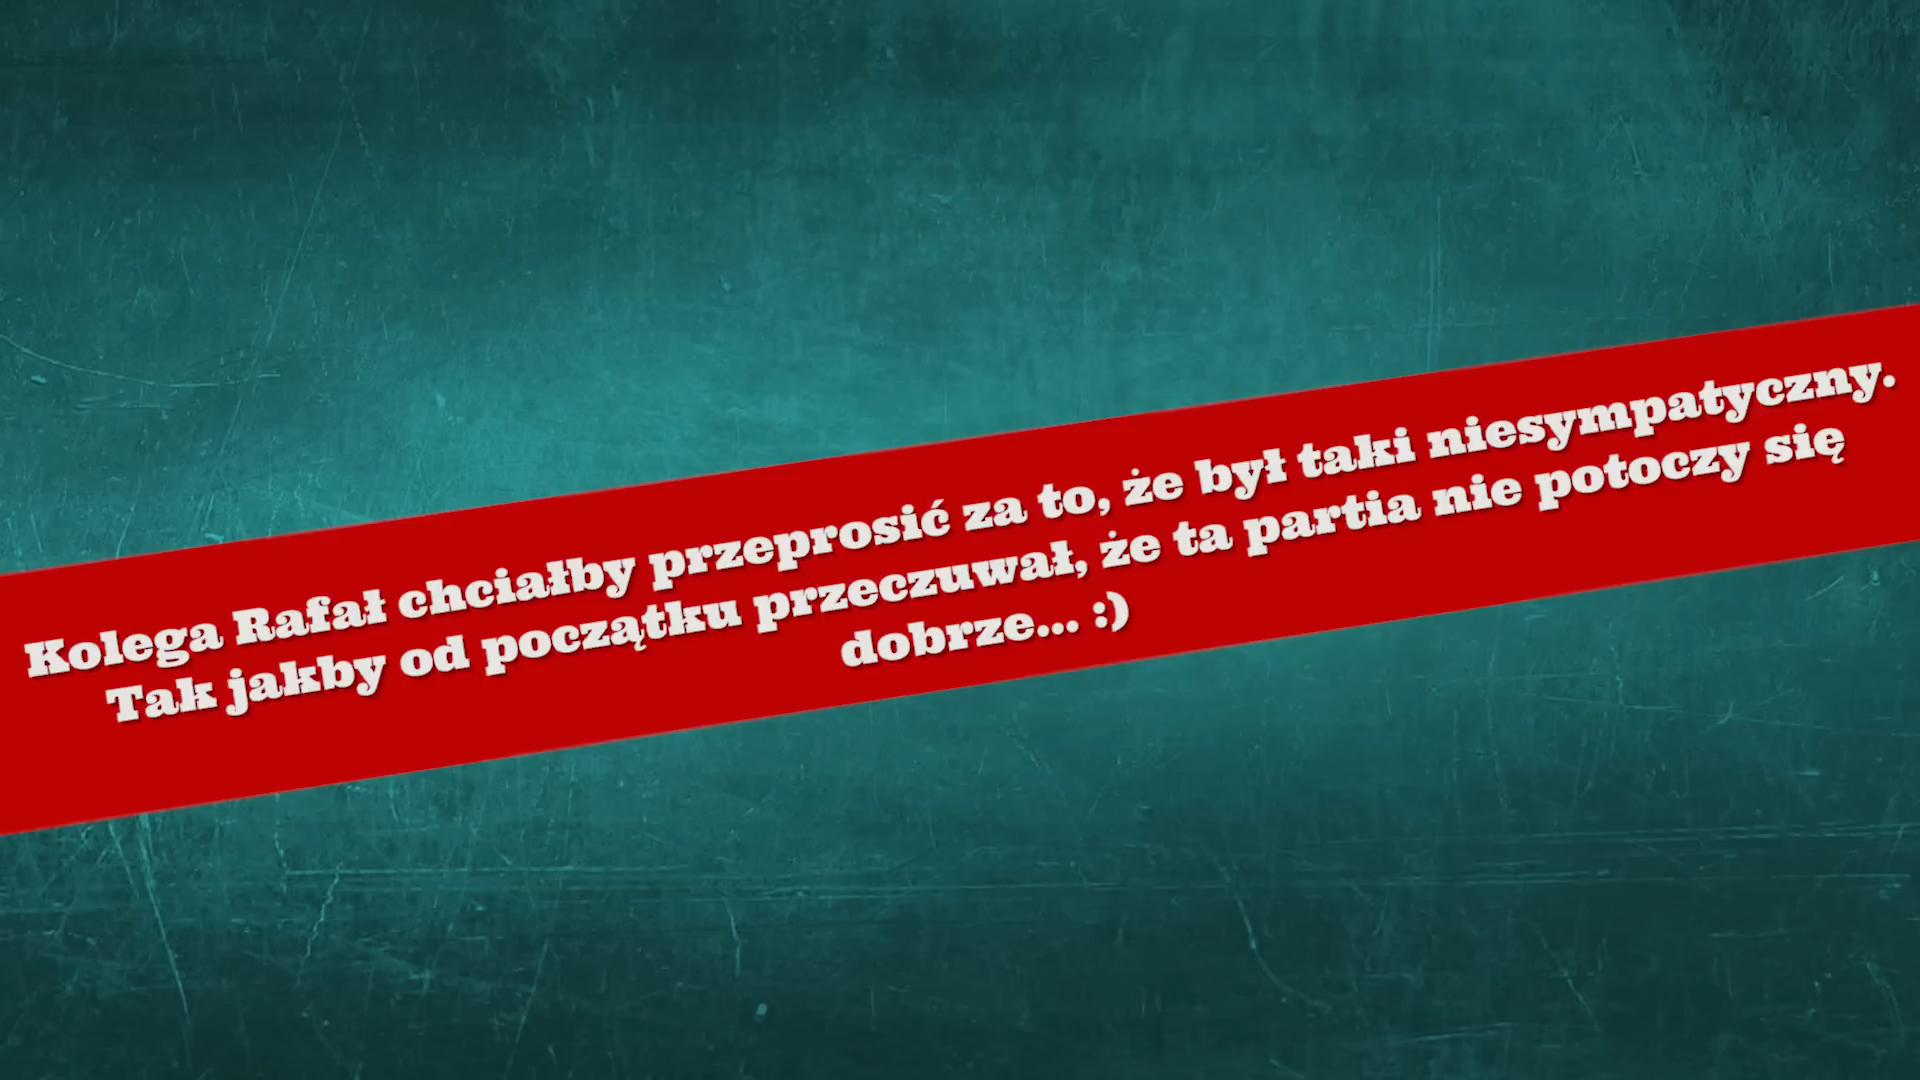 Kolega Rafał chciałby przeprosić za to, że był taki niesympatyczny.
Tak jakby od początku przeczuwał, że ta partia nie potoczy się
dobrze... :)